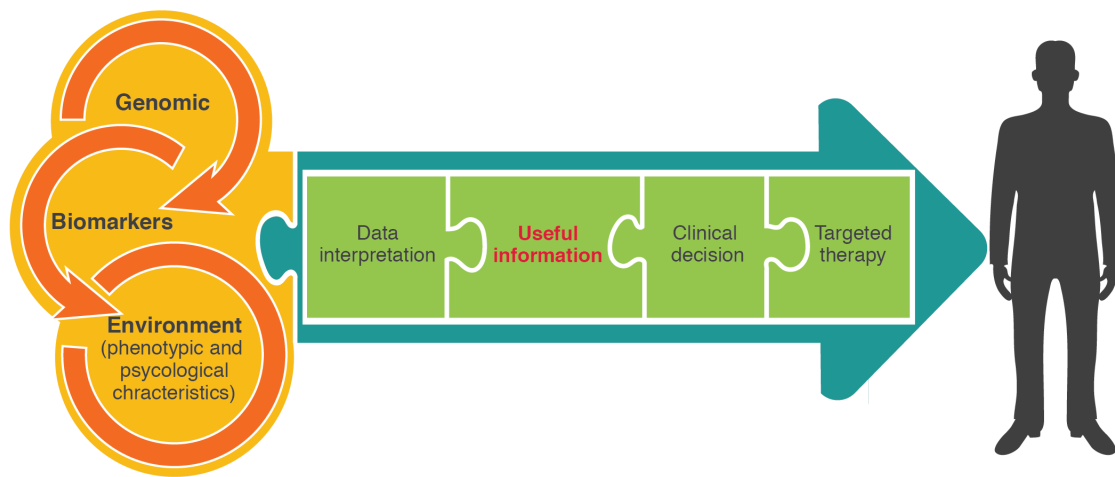 Genomic
Biomarkers
Environment
(phenotypic and
psycological
chracteristics)
Data
interpretation
Useful
information
Clinical
decision
Targeted
therapy